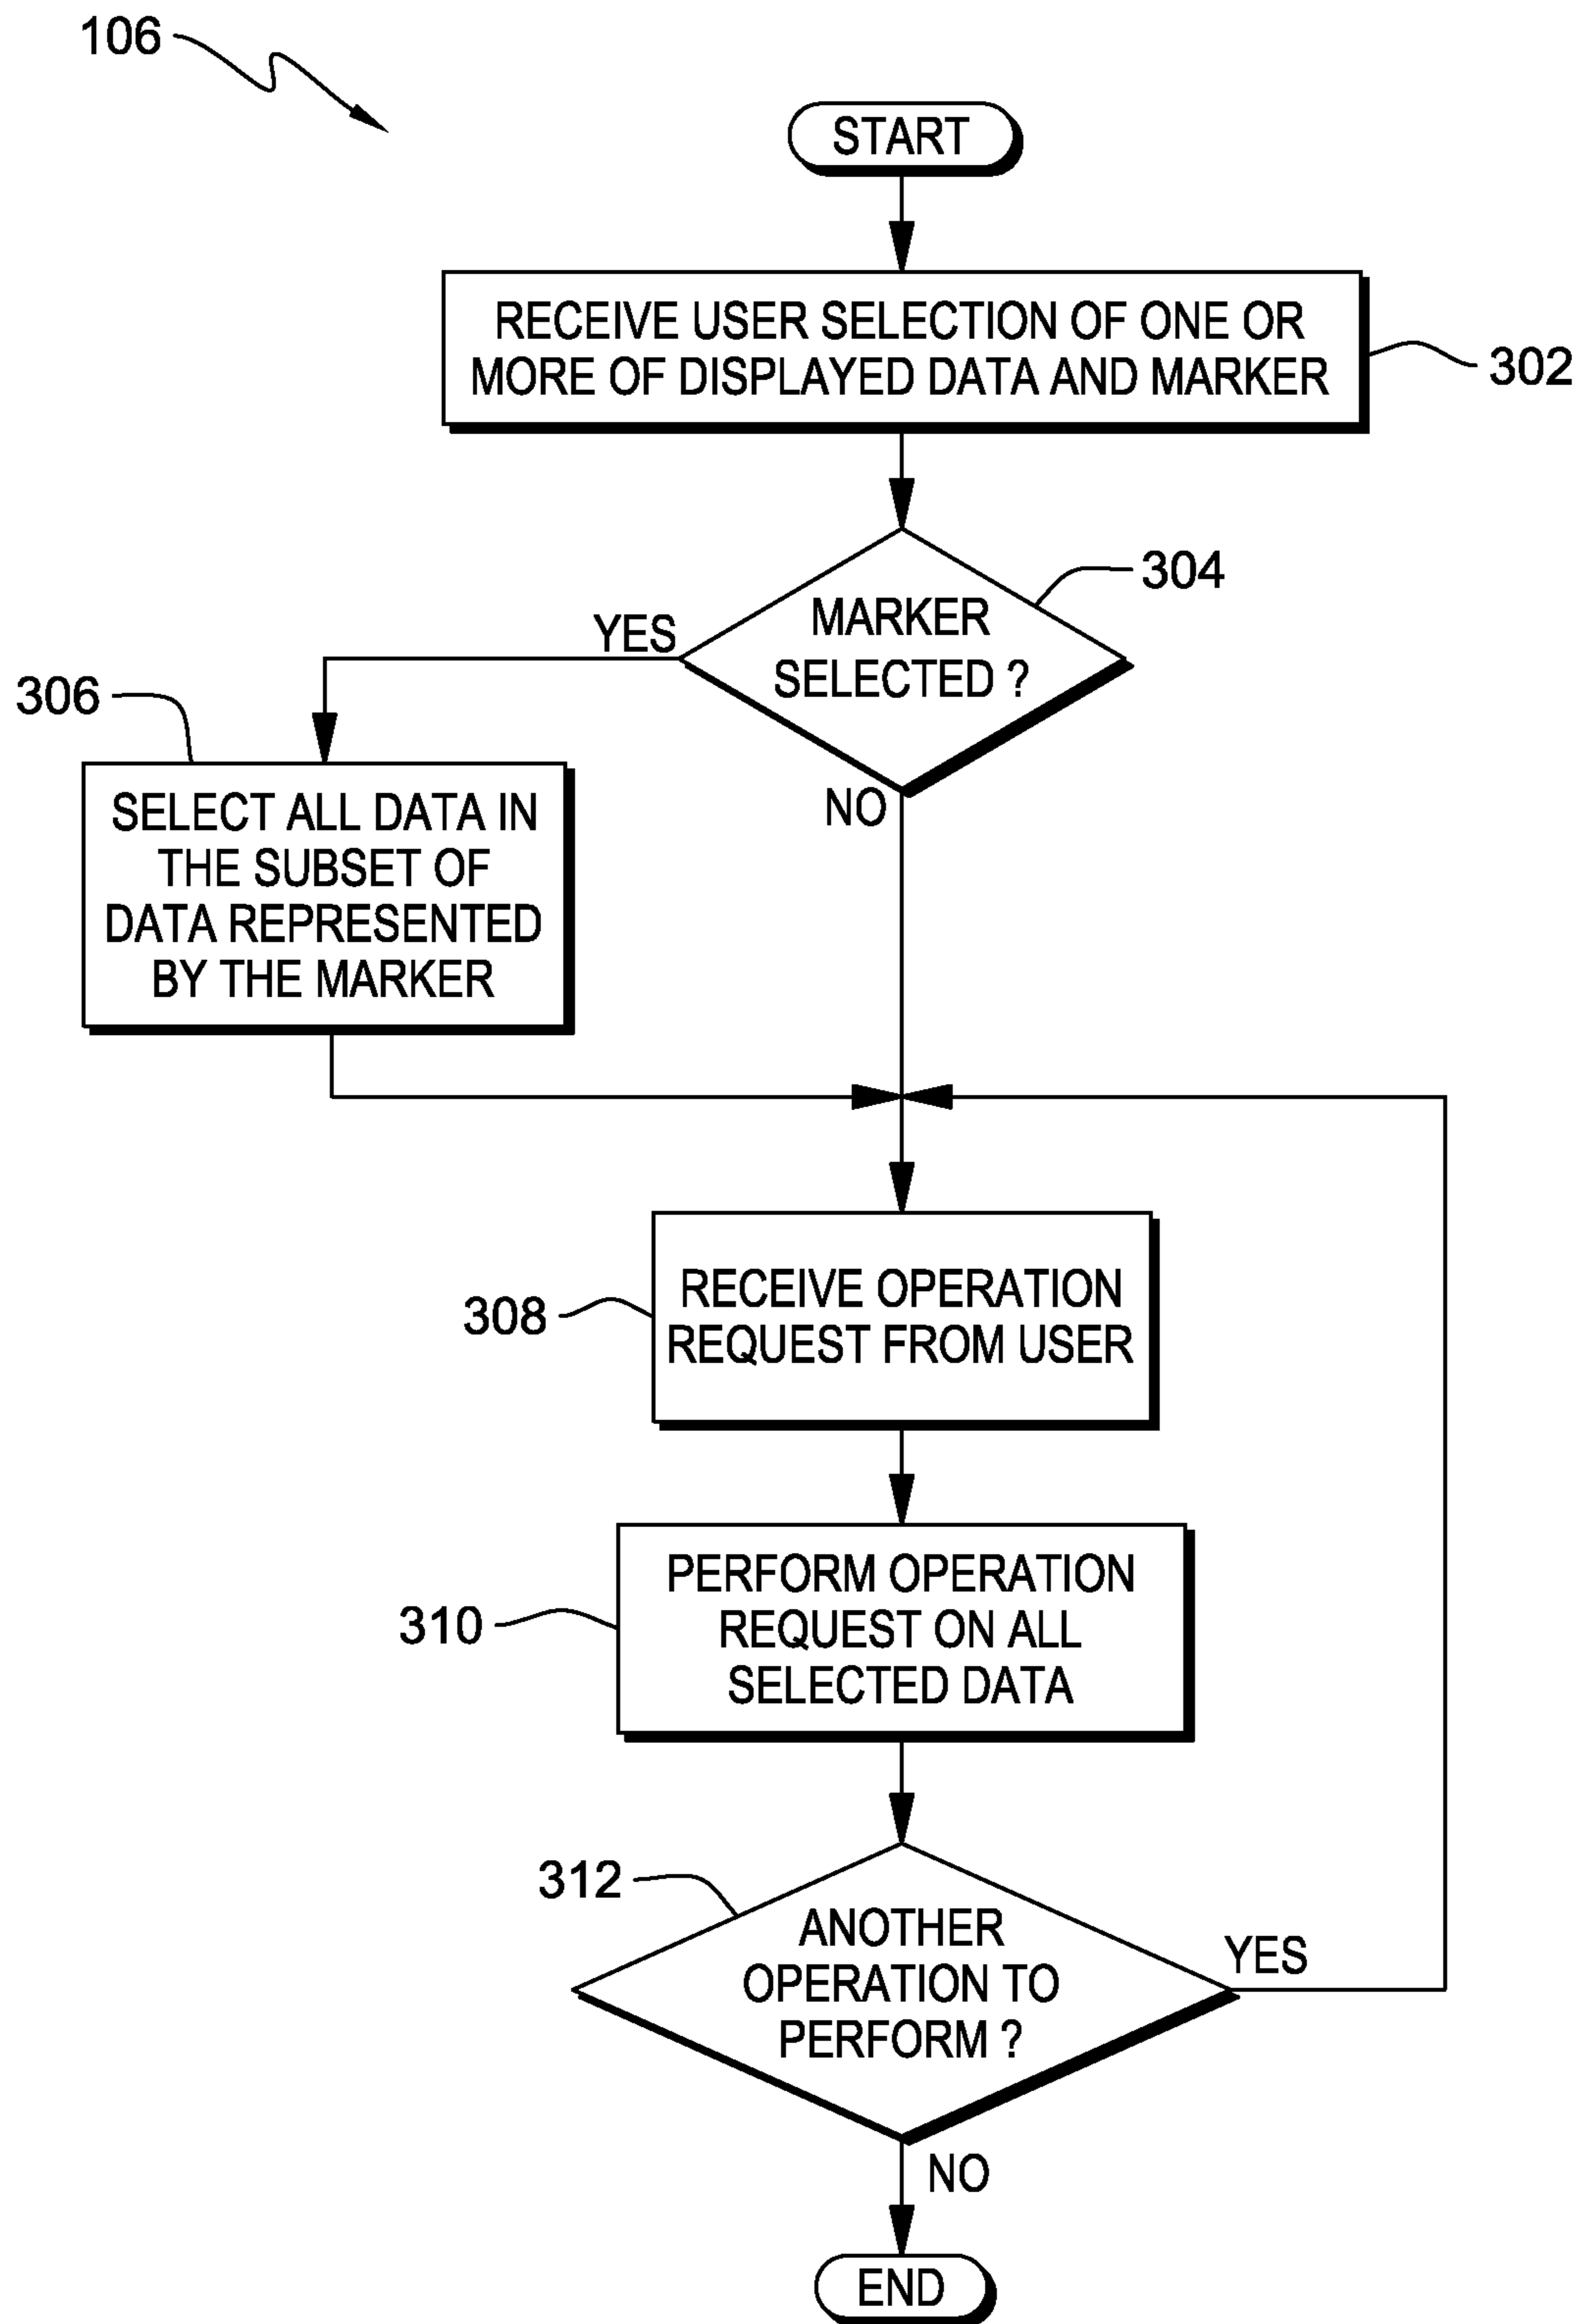 106
START
RECEIVE USER SELECTION OF ONE OR
MORE OF DISPLAYED DATA AND MARKER
302
304
MARKER
SELECTED ?
YES
NO
306
SELECT ALL DATA IN
THE SUBSET OF
DATA REPRESENTED
BY THE MARKER
308
RECEIVE OPERATION
REQUEST FROM USER
310
PERFORM OPERATION
REQUEST ON ALL
SELECTED DATA
312
ANOTHER
OPERATION TO
PERFORM ?
YES
NO
END